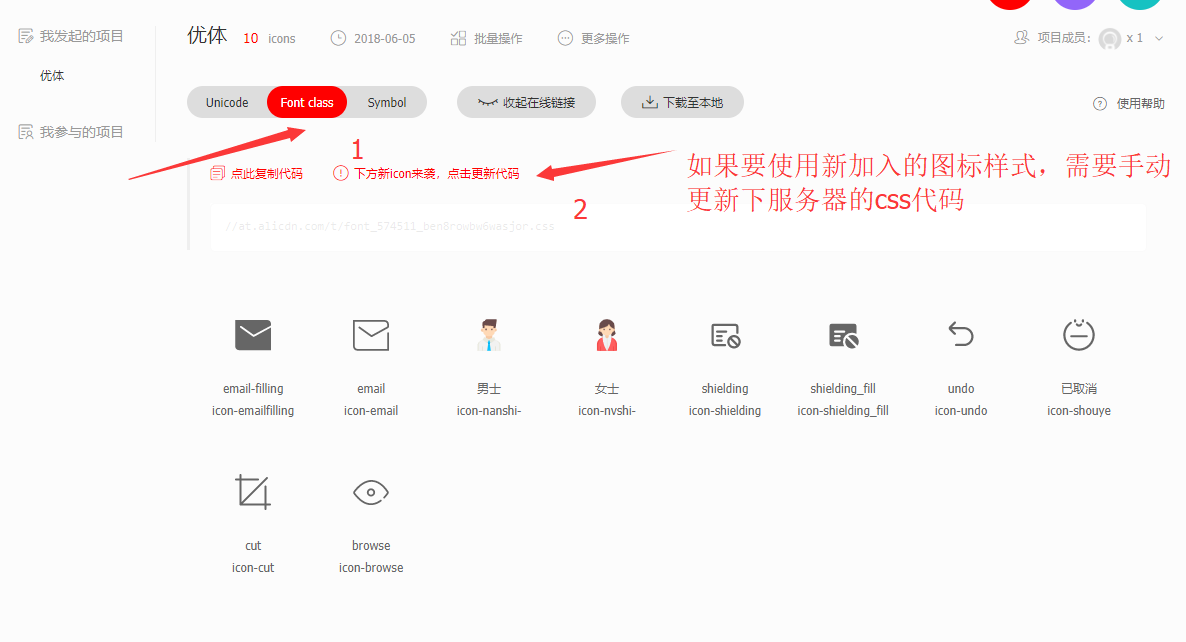 我发起的项目
优体
我参与的项目
优体 10 icons 2018-06-05 批量操作 更多操作 项目成员: x 1
Unicode Font class Symbol 收起在线链接 下载至本地 使用帮助
1
点此复制代码 下方新icon来袭，点击更新代码
2
如果要使用新加入的图标样式，需要手动
更新下服务器的css代码
email-filling email 男士 女士 shielding shielding_fill undo 已取消
icon-emailfilling icon-email icon-nanshi- icon-nvshi- icon-shielding icon-shielding_fill icon-undo icon-shouye
cut browse
icon-cut icon-browse